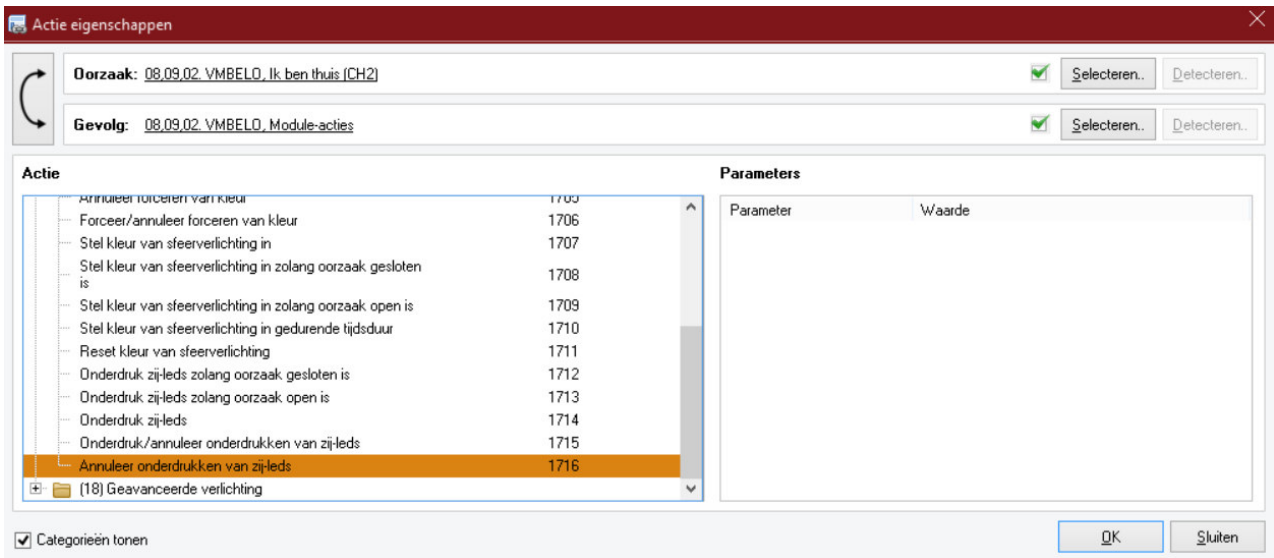 Actie eigenschappen
Oorzaak: 08,09,02. VMBELO, Ik ben thuis (CH2)
Selecteren..
Detecteren..
Gevolg: 08,09,02. VMBELO, Module-acties
Selecteren..
Detecteren..
Actie
Annuleer forceren van kleur 1705
Forceer/annuleer forceren van kleur 1706
Stel kleur van sfeerverlichting in 1707
Stel kleur van sfeerverlichting in zolang oorzaak gesloten
is 1708
Stel kleur van sfeerverlichting in zolang oorzaak open is 1709
Stel kleur van sfeerverlichting in gedurende tijdsduur 1710
Reset kleur van sfeerverlichting 1711
Onderdruk zij-leds zolang oorzaak gesloten is 1712
Onderdruk zij-leds zolang oorzaak open is 1713
Onderdruk zij-leds 1714
Onderdruk/annuleer onderdrukken van zij-leds 1715
Annuleer onderdrukken van zij-leds 1716
(18) Geavanceerde verlichting
Parameters
Parameter Waarde
Categorieën tonen
OK
Sluiten